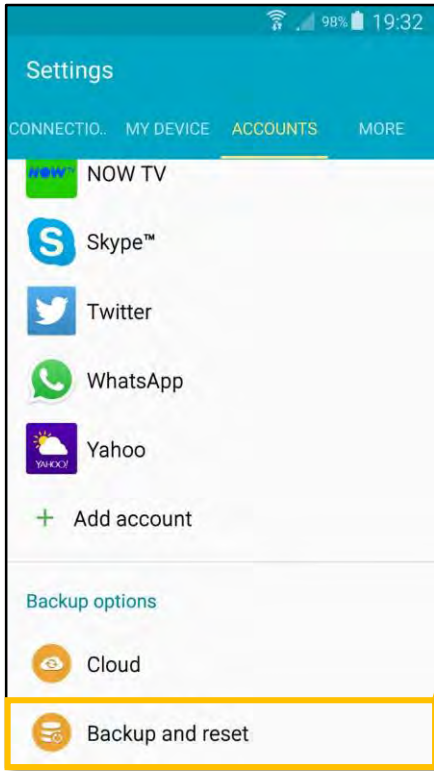 98% 19:32
Settings
CONNECTIO.. MY DEVICE ACCOUNTS MORE
NOW TV NOW TV
Skype™
Twitter
WhatsApp
YAHOO! Yahoo
+ Add account
Backup options
Cloud
Backup and reset